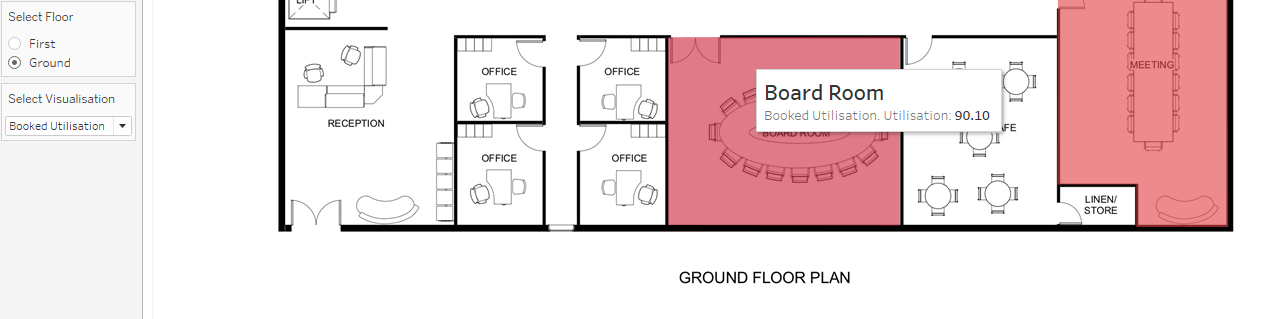 Select Floor
First
Ground
Select Visualisation
Booked Utilisation
LIFT
RECEPTION
OFFICE
OFFICE
OFFICE
OFFICE
Board Room
Booked Utilisation. Utilisation: 90.10
BOARD ROOM
MEETING
LINEN/
STORE
GROUND FLOOR PLAN